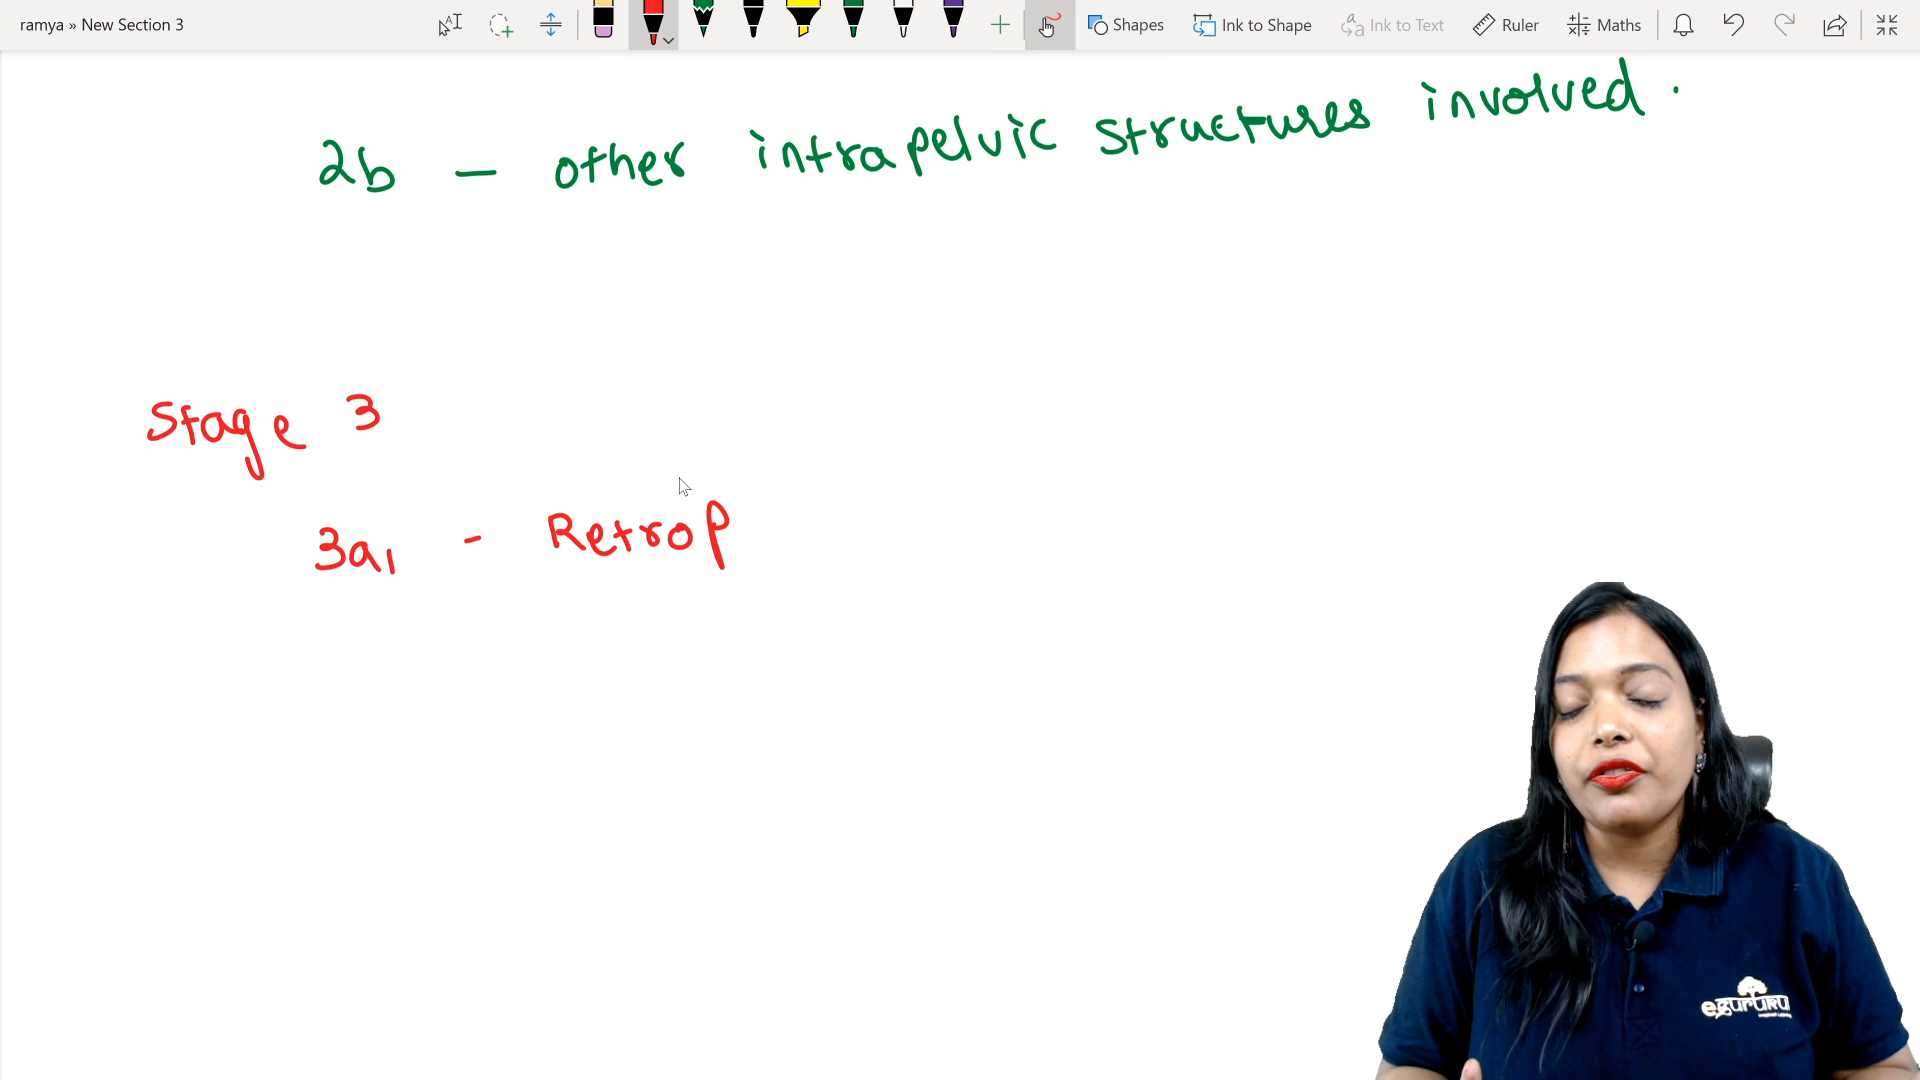 ramya » New Section 3
Shapes
Ink to Shape
Ink to Text
Ruler
Maths
2b - other intrapelvic structures involved.
Stage 3
3a1 - Retrop
eGurukul